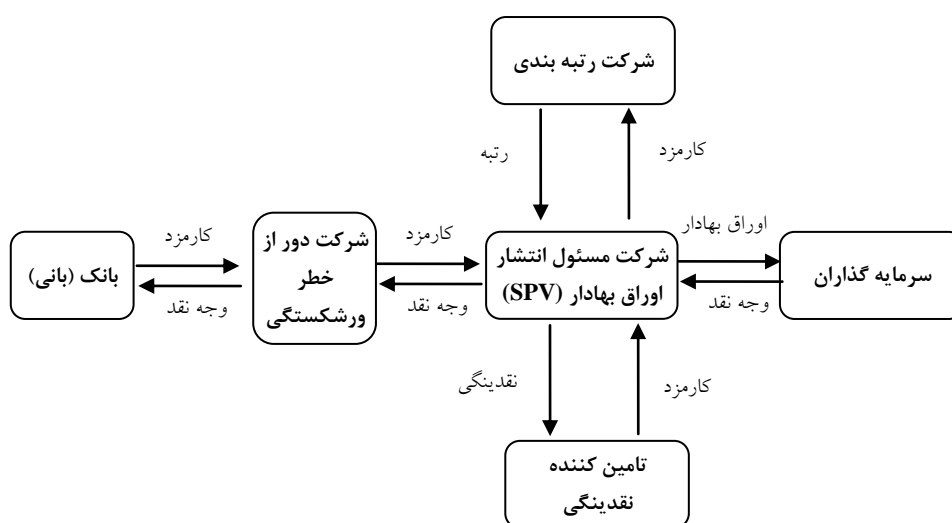 شرکت رتبه بندی
رتبه
کارمزد
اوراق بهادار
کارمزد
کارمزد
شرکت دور از
خطر
ورشکستگی
شرکت مسئول انتشار
اوراق بهادار (SPV)
سرمایه گذاران
بانک (بانی)
وجه نقد
وجه نقد
وجه نقد
نقدینگی
کارمزد
تامین کننده
نقدینگی